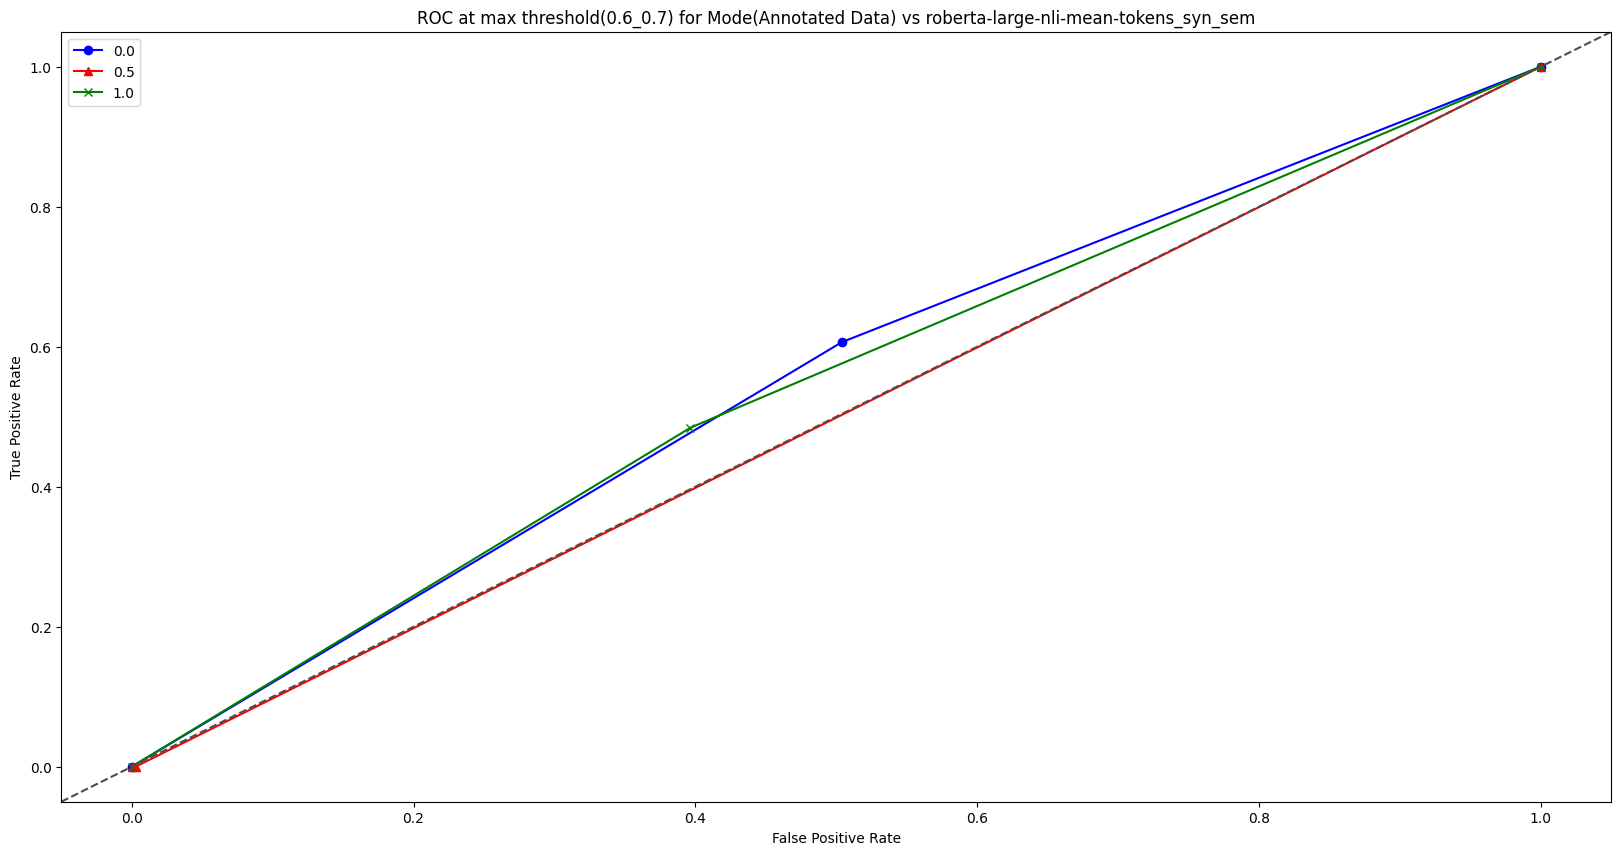 ROC at max threshold(0.6_0.7) for Mode(Annotated Data) vs roberta-large-nli-mean-tokens_syn_sem
0.0
0.5
1.0
True Positive Rate
1.0
0.8
0.6
0.4
0.2
0.0
0.0 0.2 0.4 0.6 0.8 1.0
False Positive Rate